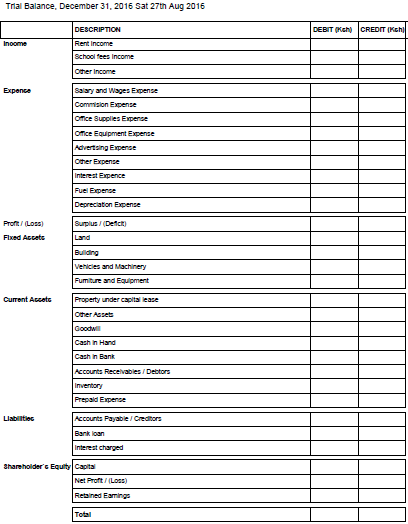 Trial Balance, December 31, 2016 Sat 27th Aug 2016
DESCRIPTION DEBIT (Ksh) CREDIT (Ksh)
Income Rent Income
School fees Income
Other Income
Expense Salary and Wages Expense
Commision Expense
Office Supplies Expense
Office Equipment Expense
Advertising Expense
Other Expense
Interest Expence
Fuel Expense
Depreciation Expense
Profit / (Loss) Surplus / (Deficit)
Fixed Assets Land
Building
Vehicles and Machinery
Furniture and Equipment
Current Assets Property under capital lease
Other Assets
Goodwill
Cash in Hand
Cash in Bank
Accounts Receivables / Debtors
Inventory
Prepaid Expense
Liabilities Accounts Payable / Creditors
Bank loan
Interest charged
Shareholder's Equity Capital
Net Profit / (Loss)
Retained Earnings
Total